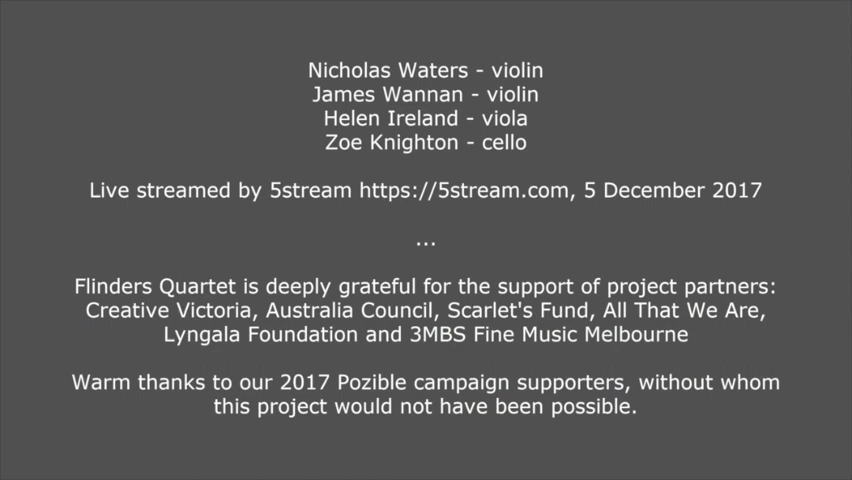 Nicholas Waters - violin
James Wannan - violin
Helen Ireland - viola
Zoe Knighton - cello
Live streamed by 5stream https://5stream.com, 5 December 2017
...
Flinders Quartet is deeply grateful for the support of project partners:
Creative Victoria, Australia Council, Scarlet's Fund, All That We Are,
Lyngala Foundation and 3MBS Fine Music Melbourne
Warm thanks to our 2017 Pozible campaign supporters, without whom
this project would not have been possible.